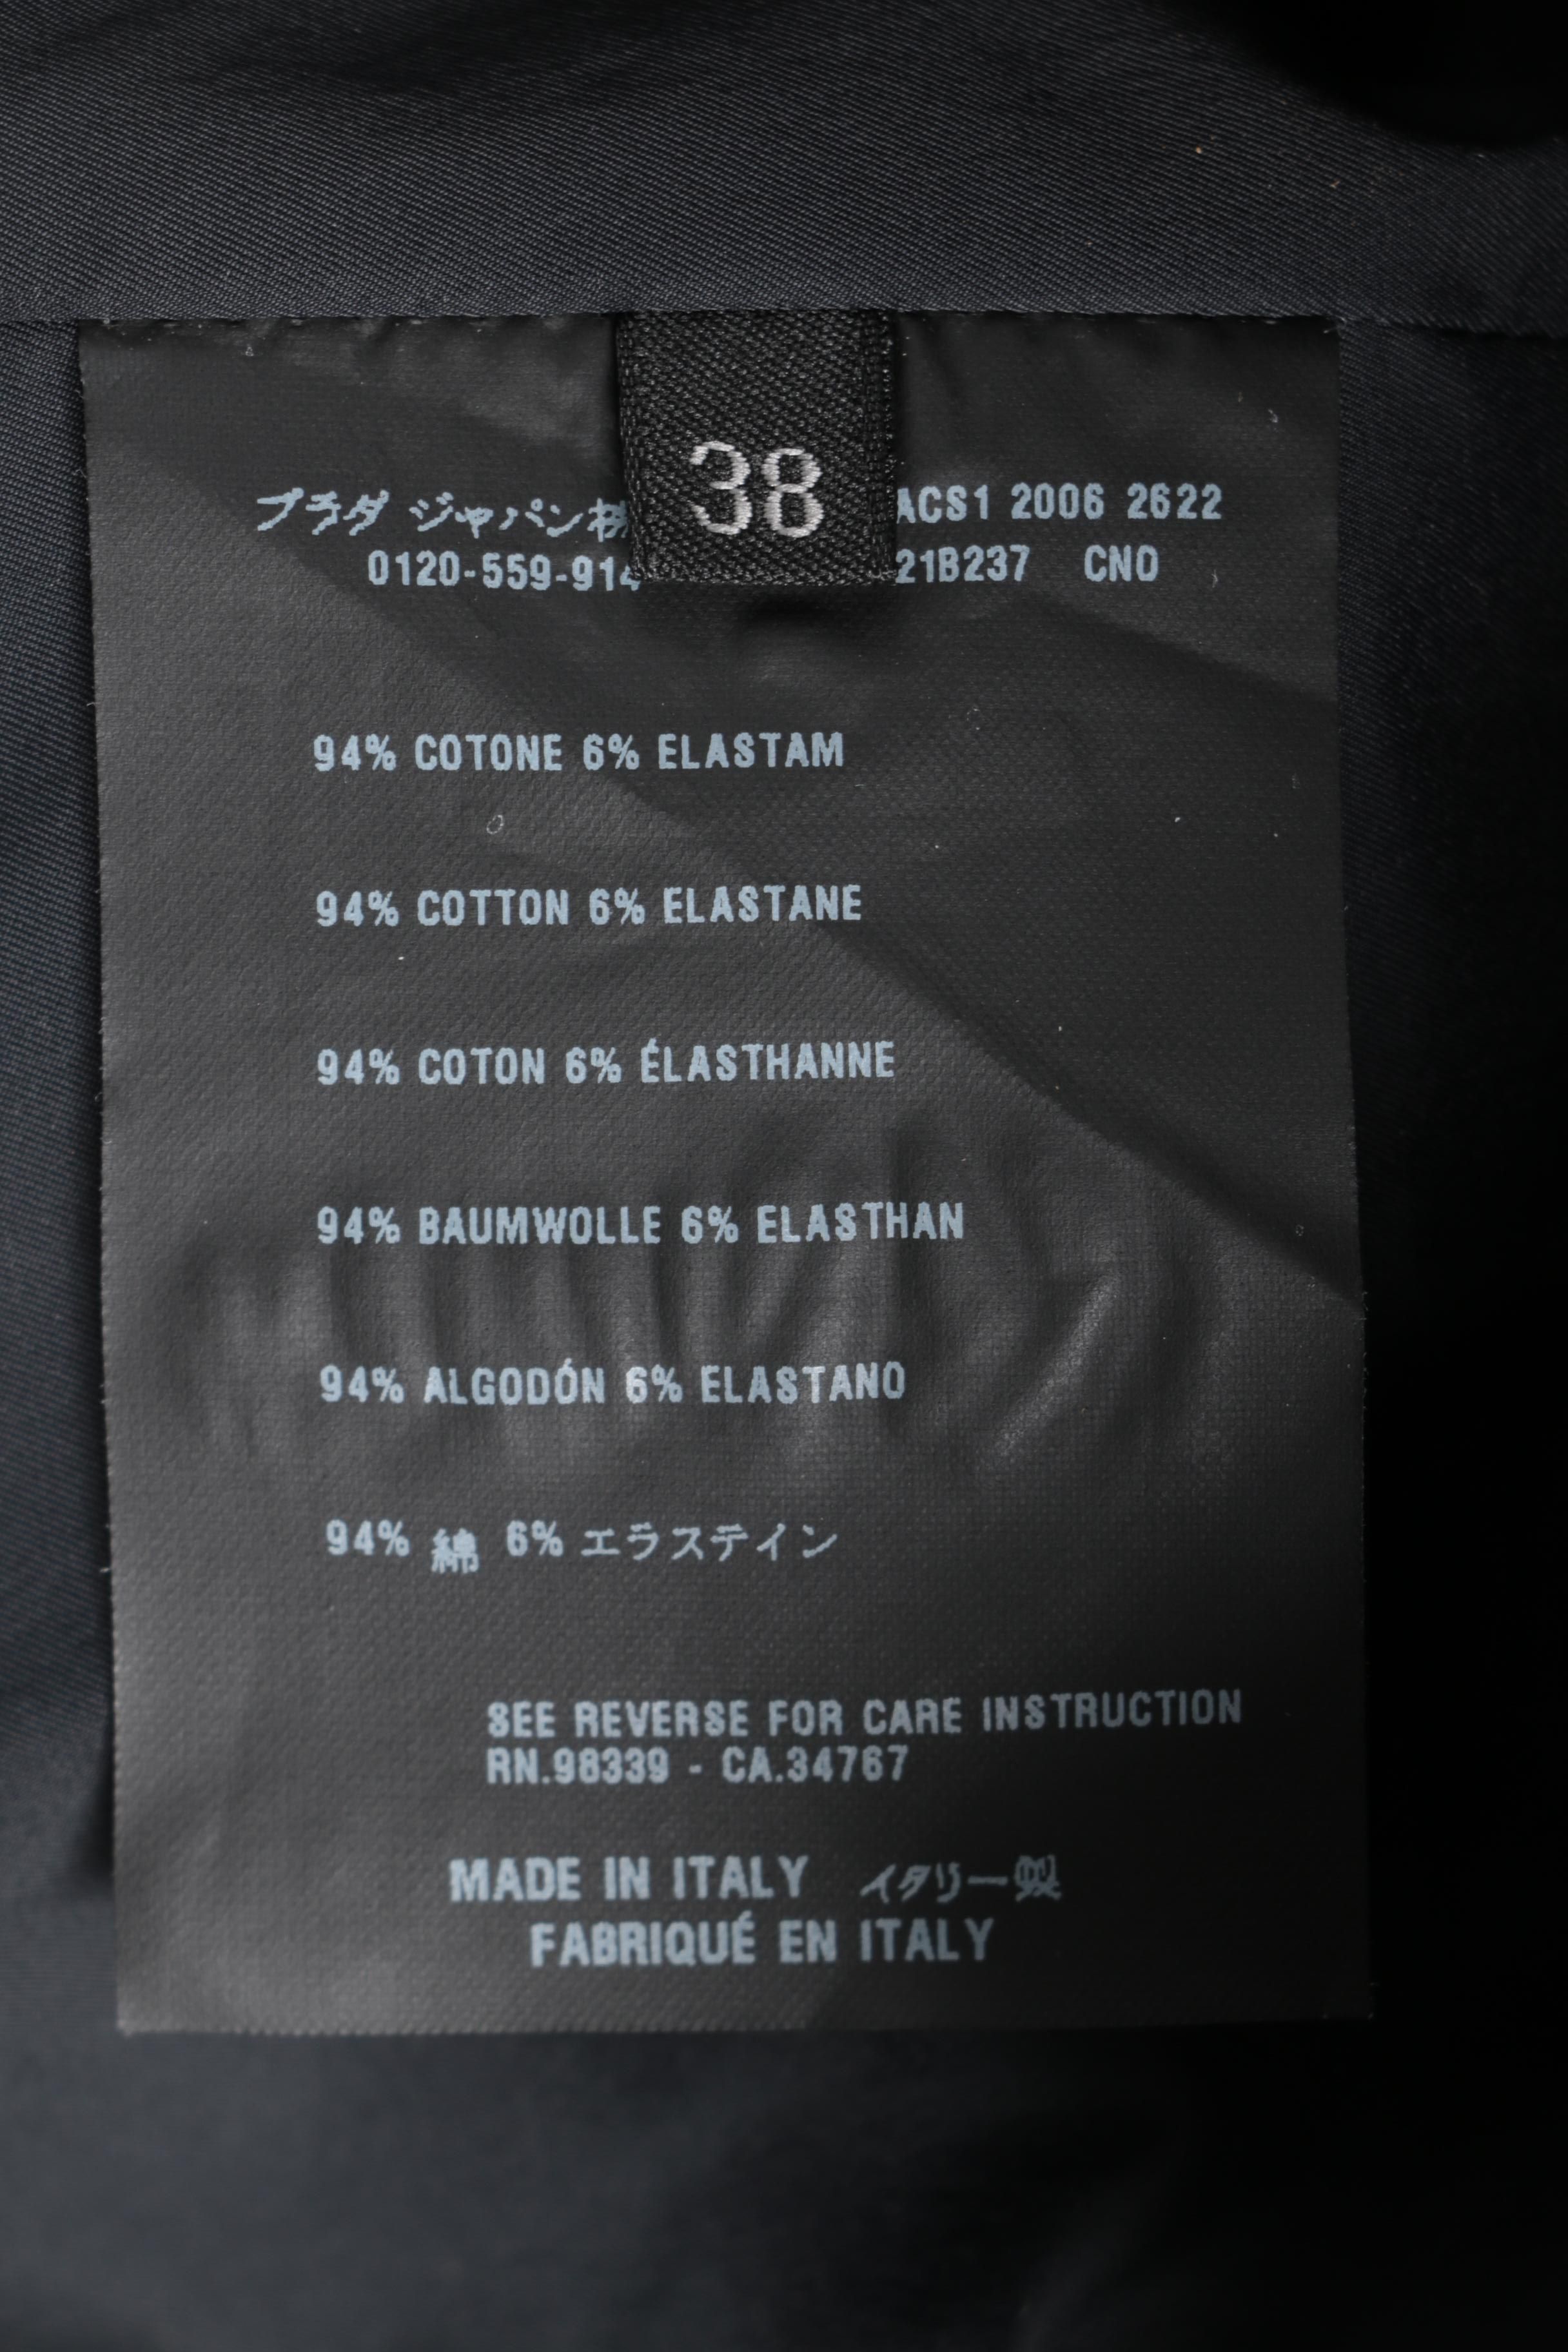 38
プラダ ジャパン株 ACS1 2006 2622
0120-559-914 21B237 CNO
94% COTONE 6% ELASTAM
94% COTTON 6% ELASTANE
94% COTON 6% ÉLASTHANNE
94% BAUMWOLLE 6% ELASTHAN
94% ALGODÓN 6% ELASTANO
94% 綿 6% エラステイン
SEE REVERSE FOR CARE INSTRUCTION
RN.98339 - CA.34767
MADE IN ITALY イタリー製
FABRIQUÉ EN ITALY